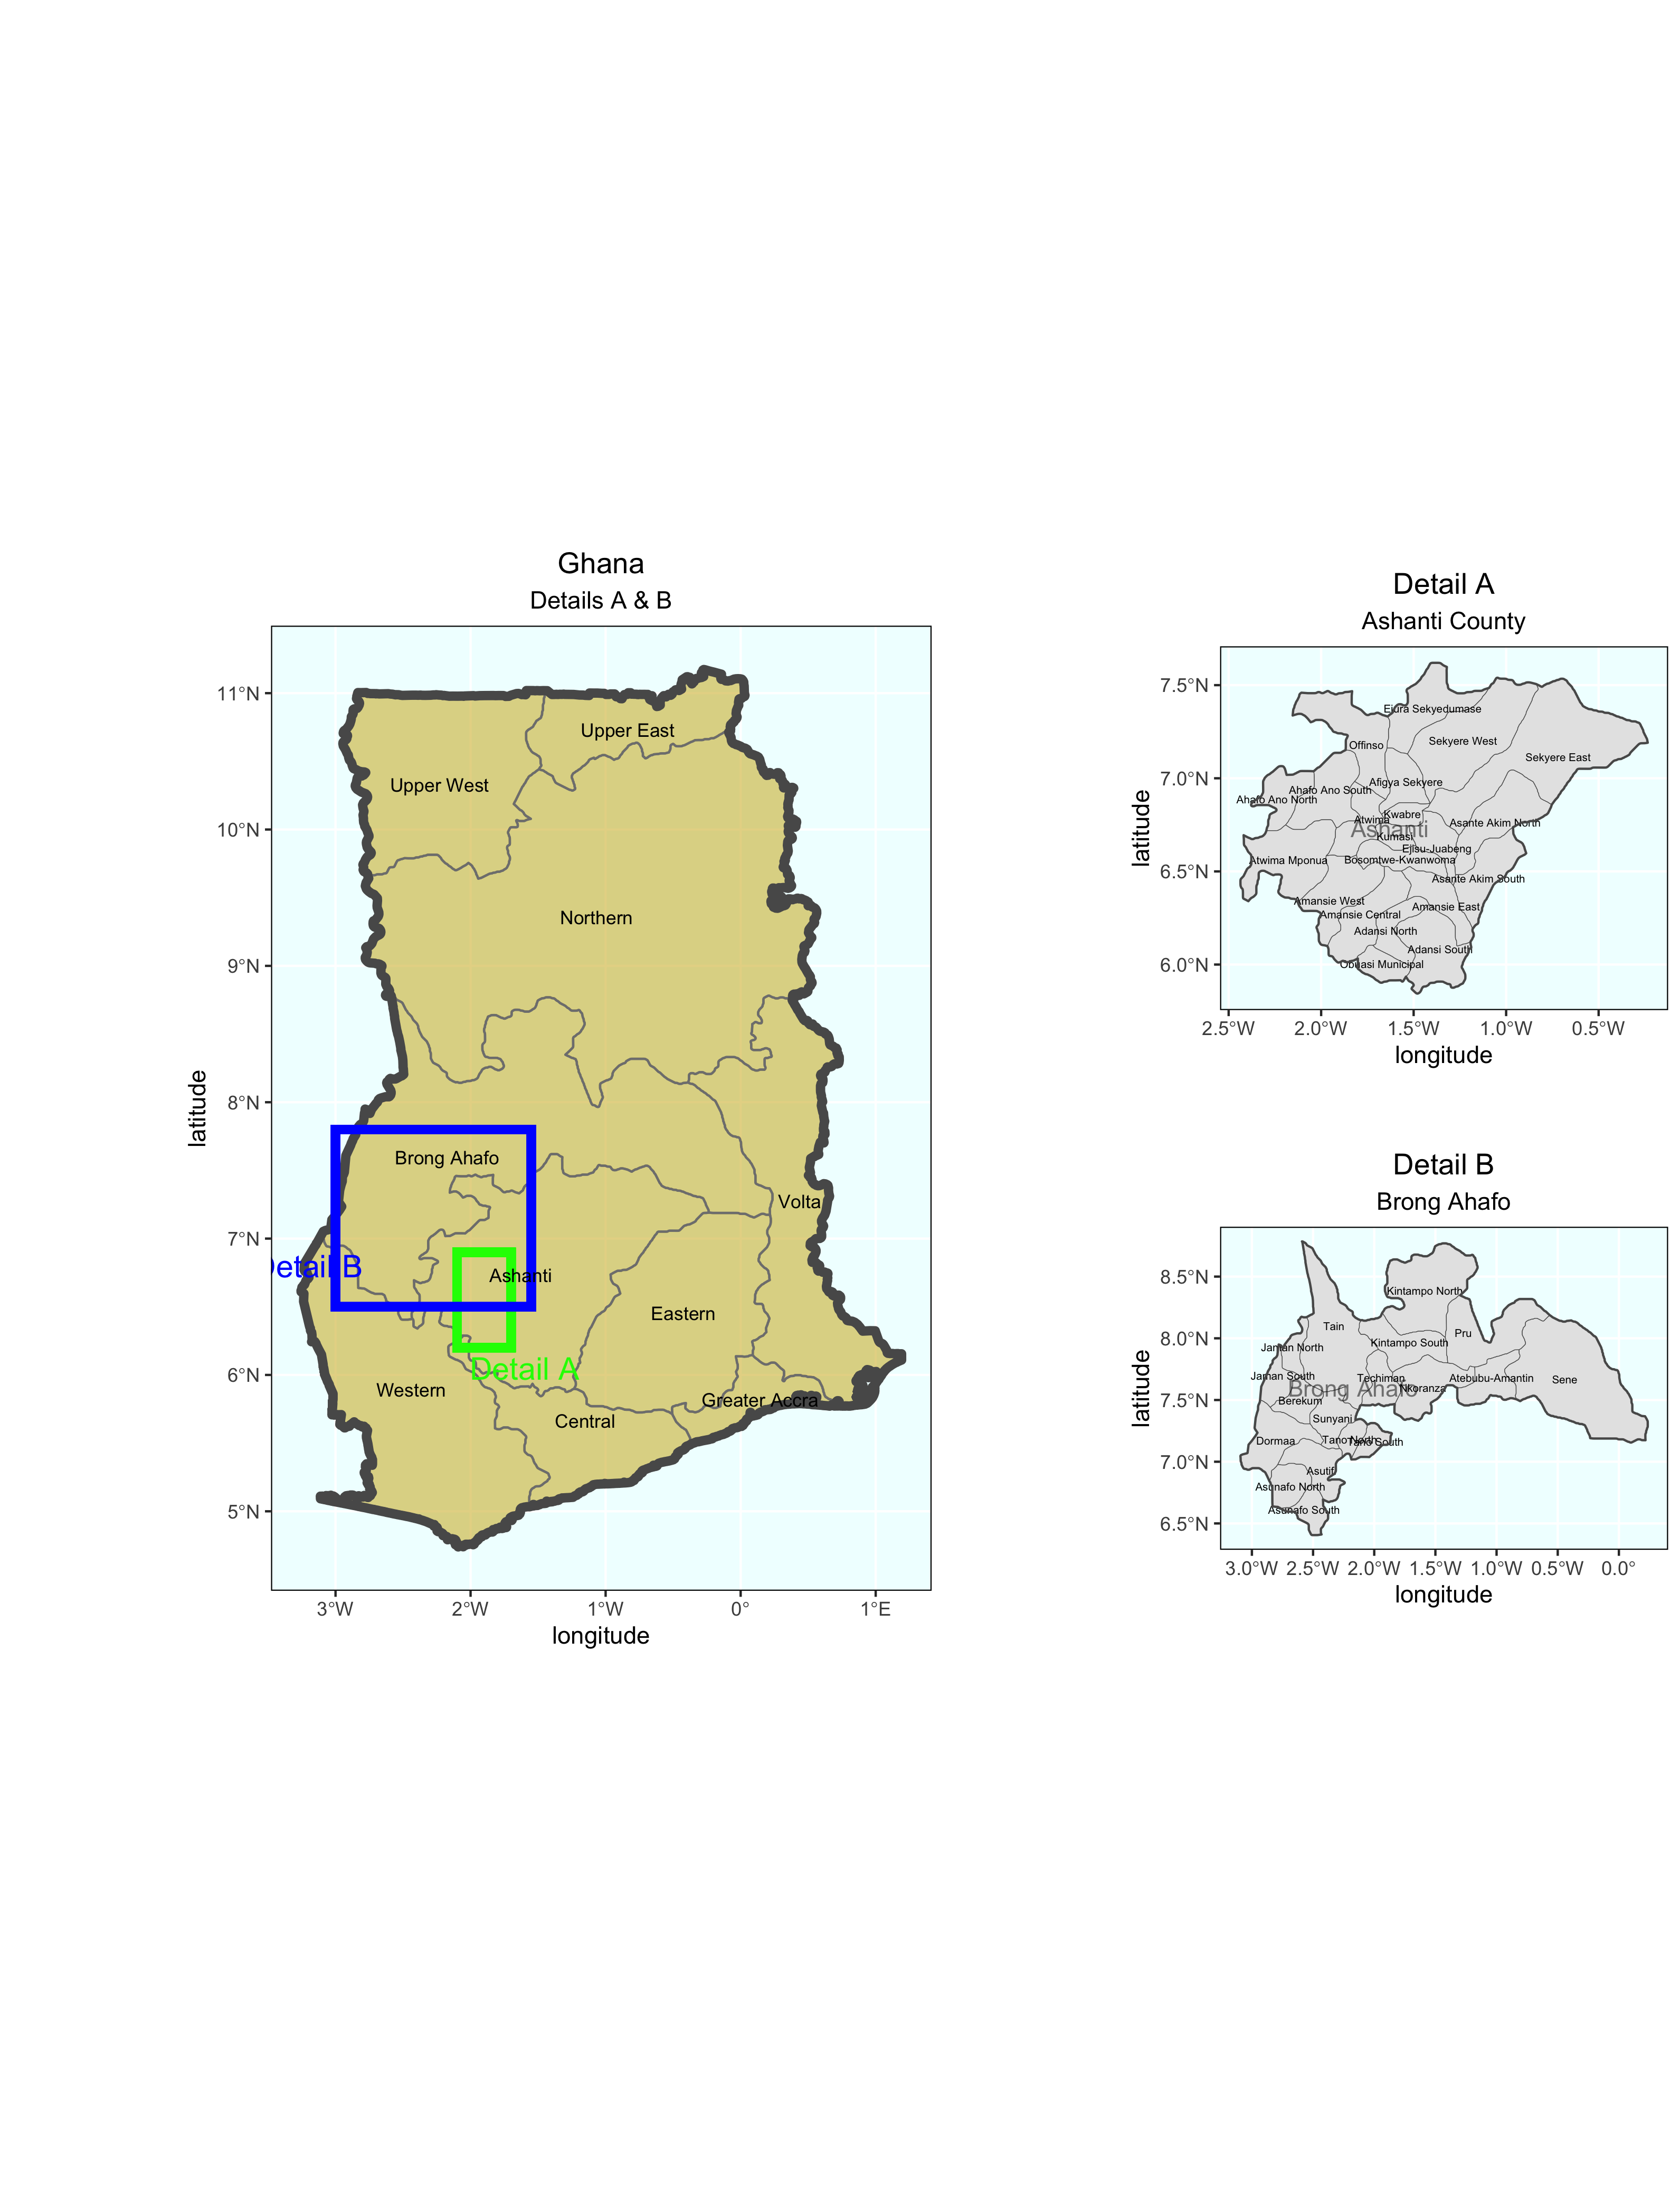 Ghana
Details A & B
11°N
10°N
9°N
8°N
7°N
6°N
5°N
latitude
Upper East
Upper West
Northern
Brong Ahafo
Volta
Detail B
Ashanti
Eastern
Detail A
Western
Greater Accra
Central
3°W 2°W 1°W 0° 1°E
longitude
Detail A
Ashanti County
7.5°N
7.0°N
6.5°N
6.0°N
latitude
Ejura Sekyedumase
Sekyere West
Offinso
Sekyere East
Afigya Sekyere
Ahafo Ano South
Ahafo Ano North
Kwabre
Atwima
Asante Akim North
Ashanti
Kumasi
Ejisu-Juabeng
Atwima Mponua
Bosomtwe-Kwanwoma
Asante Akim South
Amansie West
Amansie East
Amansie Central
Adansi North
Adansi South
Obuasi Municipal
2.5°W 2.0°W 1.5°W 1.0°W 0.5°W
longitude
Detail B
Brong Ahafo
8.5°N
8.0°N
7.5°N
7.0°N
6.5°N
latitude
Kintampo North
Tain
Pru
Jaman North
Kintampo South
Jaman South
Techiman
Atebubu-Amantin
Sene
Brong Ahafo
Nkoranza
Berekum
Sunyani
Dormaa
Tano North
Tano South
Asutifi
Asunafo North
Asunafo South
3.0°W 2.5°W 2.0°W 1.5°W 1.0°W 0.5°W 0.0°
longitude